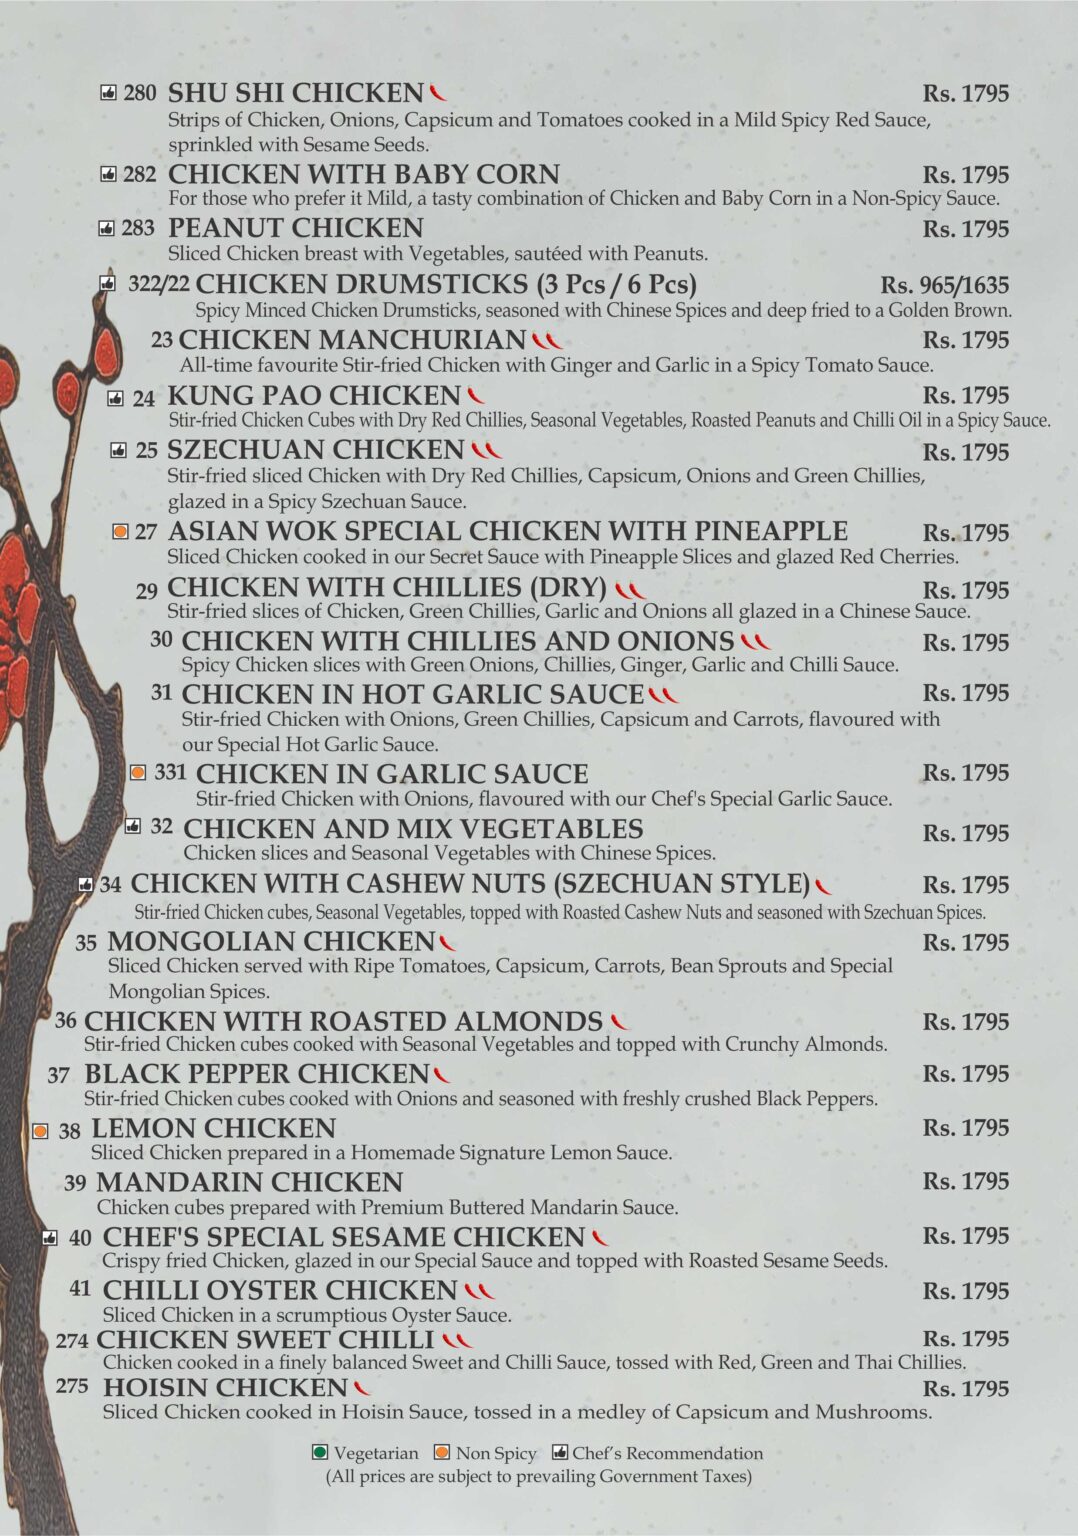 280 SHU SHI CHICKEN Rs. 1795
Strips of Chicken, Onions, Capsicum and Tomatoes cooked in a Mild Spicy Red Sauce,
sprinkled with Sesame Seeds.
282 CHICKEN WITH BABY CORN Rs. 1795
For those who prefer it Mild, a tasty combination of Chicken and Baby Corn in a Non-Spicy Sauce.
283 PEANUT CHICKEN Rs. 1795
Sliced Chicken breast with Vegetables, sautéed with Peanuts.
322/22 CHICKEN DRUMSTICKS (3 Pcs / 6 Pcs) Rs. 965/1635
Spicy Minced Chicken Drumsticks, seasoned with Chinese Spices and deep fried to a Golden Brown.
23 CHICKEN MANCHURIAN Rs. 1795
All-time favourite Stir-fried Chicken with Ginger and Garlic in a Spicy Tomato Sauce.
24 KUNG PAO CHICKEN Rs. 1795
Stir-fried Chicken Cubes with Dry Red Chillies, Seasonal Vegetables, Roasted Peanuts and Chilli Oil in a Spicy Sauce.
25 SZECHUAN CHICKEN Rs. 1795
Stir-fried sliced Chicken with Dry Red Chillies, Capsicum, Onions and Green Chillies,
glazed in a Spicy Szechuan Sauce.
27 ASIAN WOK SPECIAL CHICKEN WITH PINEAPPLE Rs. 1795
Sliced Chicken cooked in our Secret Sauce with Pineapple Slices and glazed Red Cherries.
29 CHICKEN WITH CHILLIES (DRY) Rs. 1795
Stir-fried slices of Chicken, Green Chillies, Garlic and Onions all glazed in a Chinese Sauce.
30 CHICKEN WITH CHILLIES AND ONIONS Rs. 1795
Spicy Chicken slices with Green Onions, Chillies, Ginger, Garlic and Chilli Sauce.
31 CHICKEN IN HOT GARLIC SAUCE Rs. 1795
Stir-fried Chicken with Onions, Green Chillies, Capsicum and Carrots, flavoured with
our Special Hot Garlic Sauce.
331 CHICKEN IN GARLIC SAUCE Rs. 1795
Stir-fried Chicken with Onions, flavoured with our Chef's Special Garlic Sauce.
32 CHICKEN AND MIX VEGETABLES Rs. 1795
Chicken slices and Seasonal Vegetables with Chinese Spices.
34 CHICKEN WITH CASHEW NUTS (SZECHUAN STYLE) Rs. 1795
Stir-fried Chicken cubes, Seasonal Vegetables, topped with Roasted Cashew Nuts and seasoned with Szechuan Spices.
35 MONGOLIAN CHICKEN Rs. 1795
Sliced Chicken served with Ripe Tomatoes, Capsicum, Carrots, Bean Sprouts and Special
Mongolian Spices.
36 CHICKEN WITH ROASTED ALMONDS Rs. 1795
Stir-fried Chicken cubes cooked with Seasonal Vegetables and topped with Crunchy Almonds.
37 BLACK PEPPER CHICKEN Rs. 1795
Stir-fried Chicken cubes cooked with Onions and seasoned with freshly crushed Black Peppers.
38 LEMON CHICKEN Rs. 1795
Sliced Chicken prepared in a Homemade Signature Lemon Sauce.
39 MANDARIN CHICKEN Rs. 1795
Chicken cubes prepared with Premium Buttered Mandarin Sauce.
40 CHEF'S SPECIAL SESAME CHICKEN Rs. 1795
Crispy fried Chicken, glazed in our Special Sauce and topped with Roasted Sesame Seeds.
41 CHILLI OYSTER CHICKEN Rs. 1795
Sliced Chicken in a scrumptious Oyster Sauce.
274 CHICKEN SWEET CHILLI Rs. 1795
Chicken cooked in a finely balanced Sweet and Chilli Sauce, tossed with Red, Green and Thai Chillies.
275 HOISIN CHICKEN Rs. 1795
Sliced Chicken cooked in Hoisin Sauce, tossed in a medley of Capsicum and Mushrooms.
Vegetarian Non Spicy Chef’s Recommendation
(All prices are subject to prevailing Government Taxes)